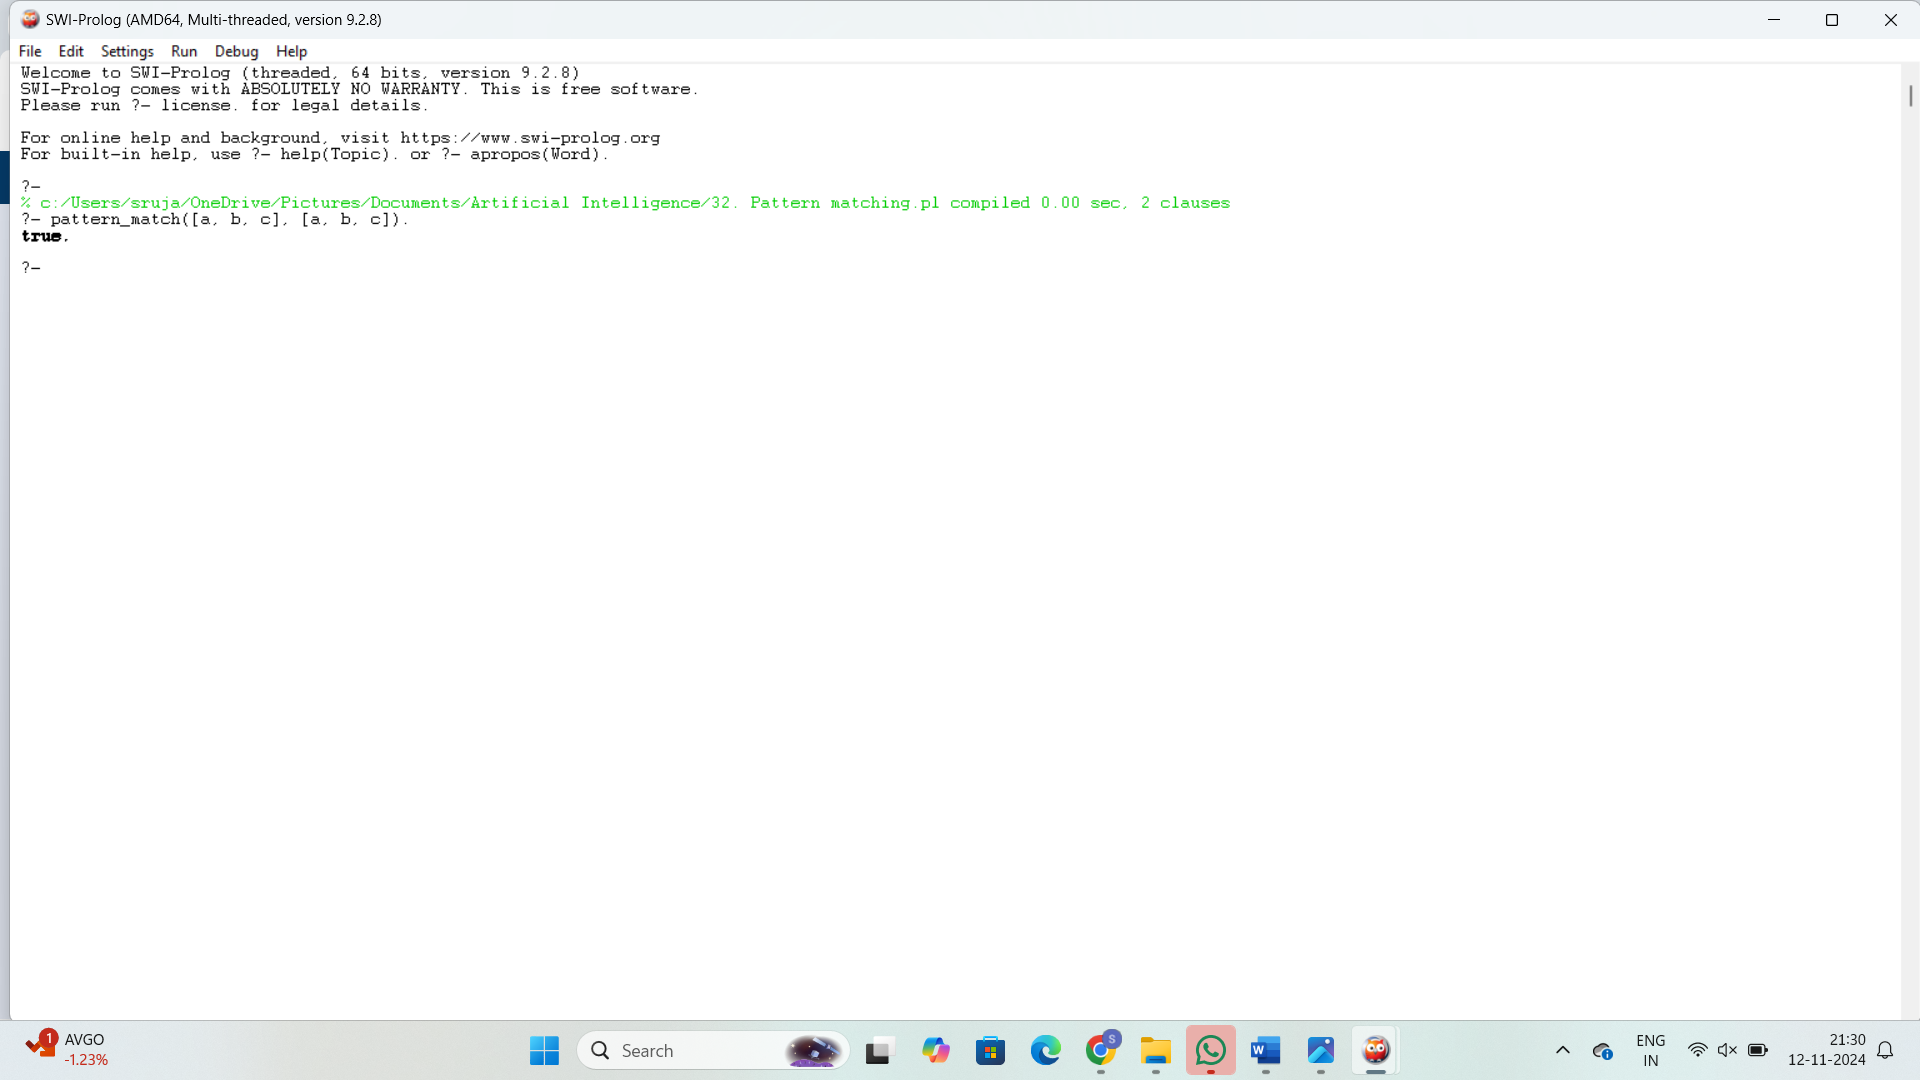 SWI-Prolog (AMD64, Multi-threaded, version 9.2.8)
File Edit Settings Run Debug Help
Welcome to SWI-Prolog (threaded, 64 bits, version 9.2.8)
SWI-Prolog comes with ABSOLUTELY NO WARRANTY. This is free software.
Please run ?- license. for legal details.
For online help and background, visit https://www.swi-prolog.org
For built-in help, use ?- help(Topic). or ?- apropos(Word).
?-
% c:/Users/sruja/OneDrive/Pictures/Documents/Artificial Intelligence/32. Pattern matching.pl compiled 0.00 sec, 2 clauses
?- pattern_match([a, b, c], [a, b, c]).
true.
?-
1 AVGO
-1.23%
Search
S
W
ENG
IN
21:30
12-11-2024